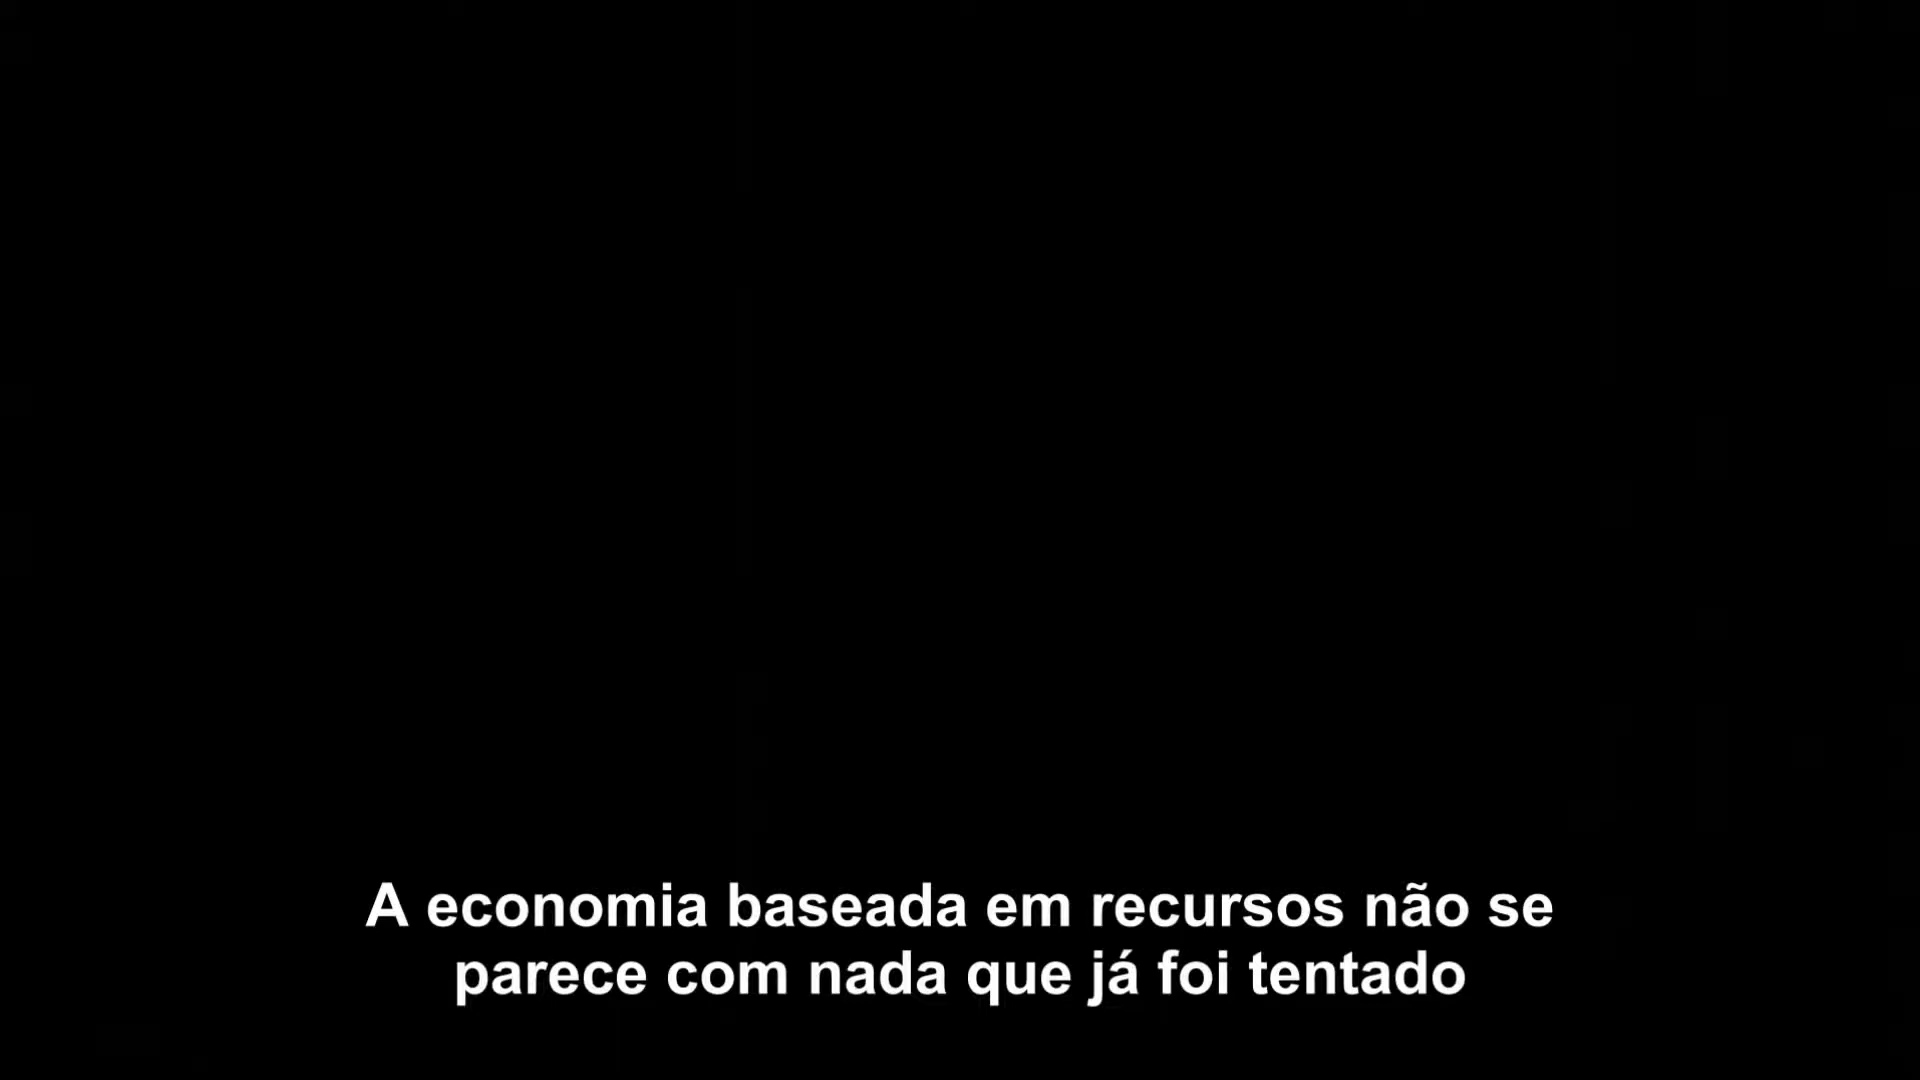 A economia baseada em recursos não se
parece com nada que já foi tentado